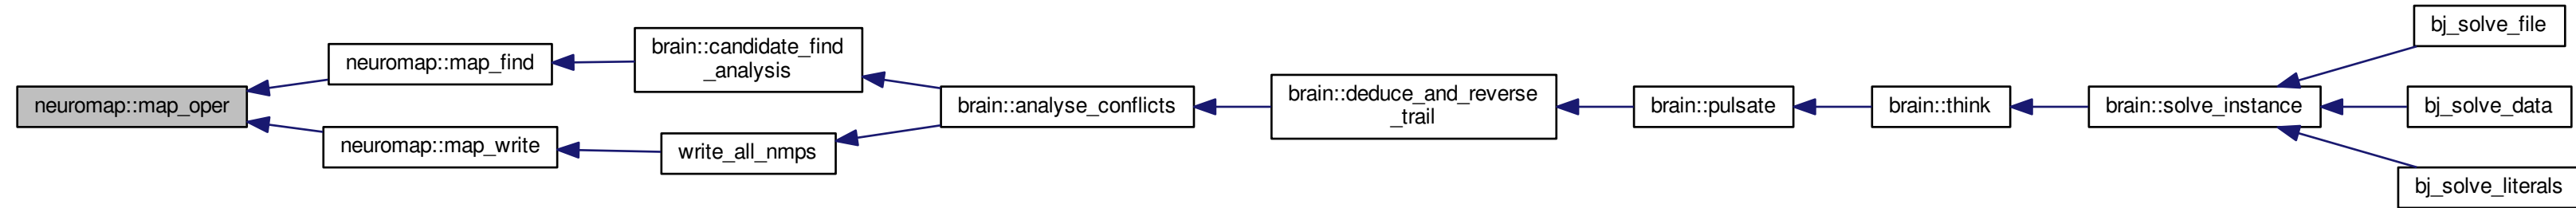 neuromap::map_oper
neuromap::map_find
neuromap::map_write
brain::candidate_find
_analysis
write_all_nmps
brain::analyse_conflicts
brain::deduce_and_reverse
_trail
brain::pulsate
brain::think
brain::solve_instance
bj_solve_file
bj_solve_data
bj_solve_literals